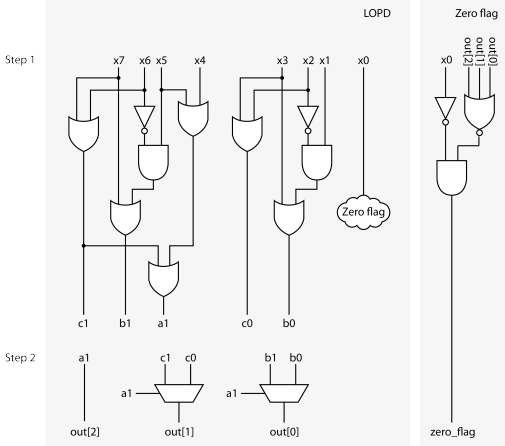 LOPD
Zero flag
Step 1
x7 x6 x5 x4 x3 x2 x1 x0
x0 out[2] out[1] out[0]
Zero flag
c1 b1 a1 c0 b0
Step 2
a1 c1 c0 b1 b0
a1 a1
out[2] out[1] out[0] zero_flag